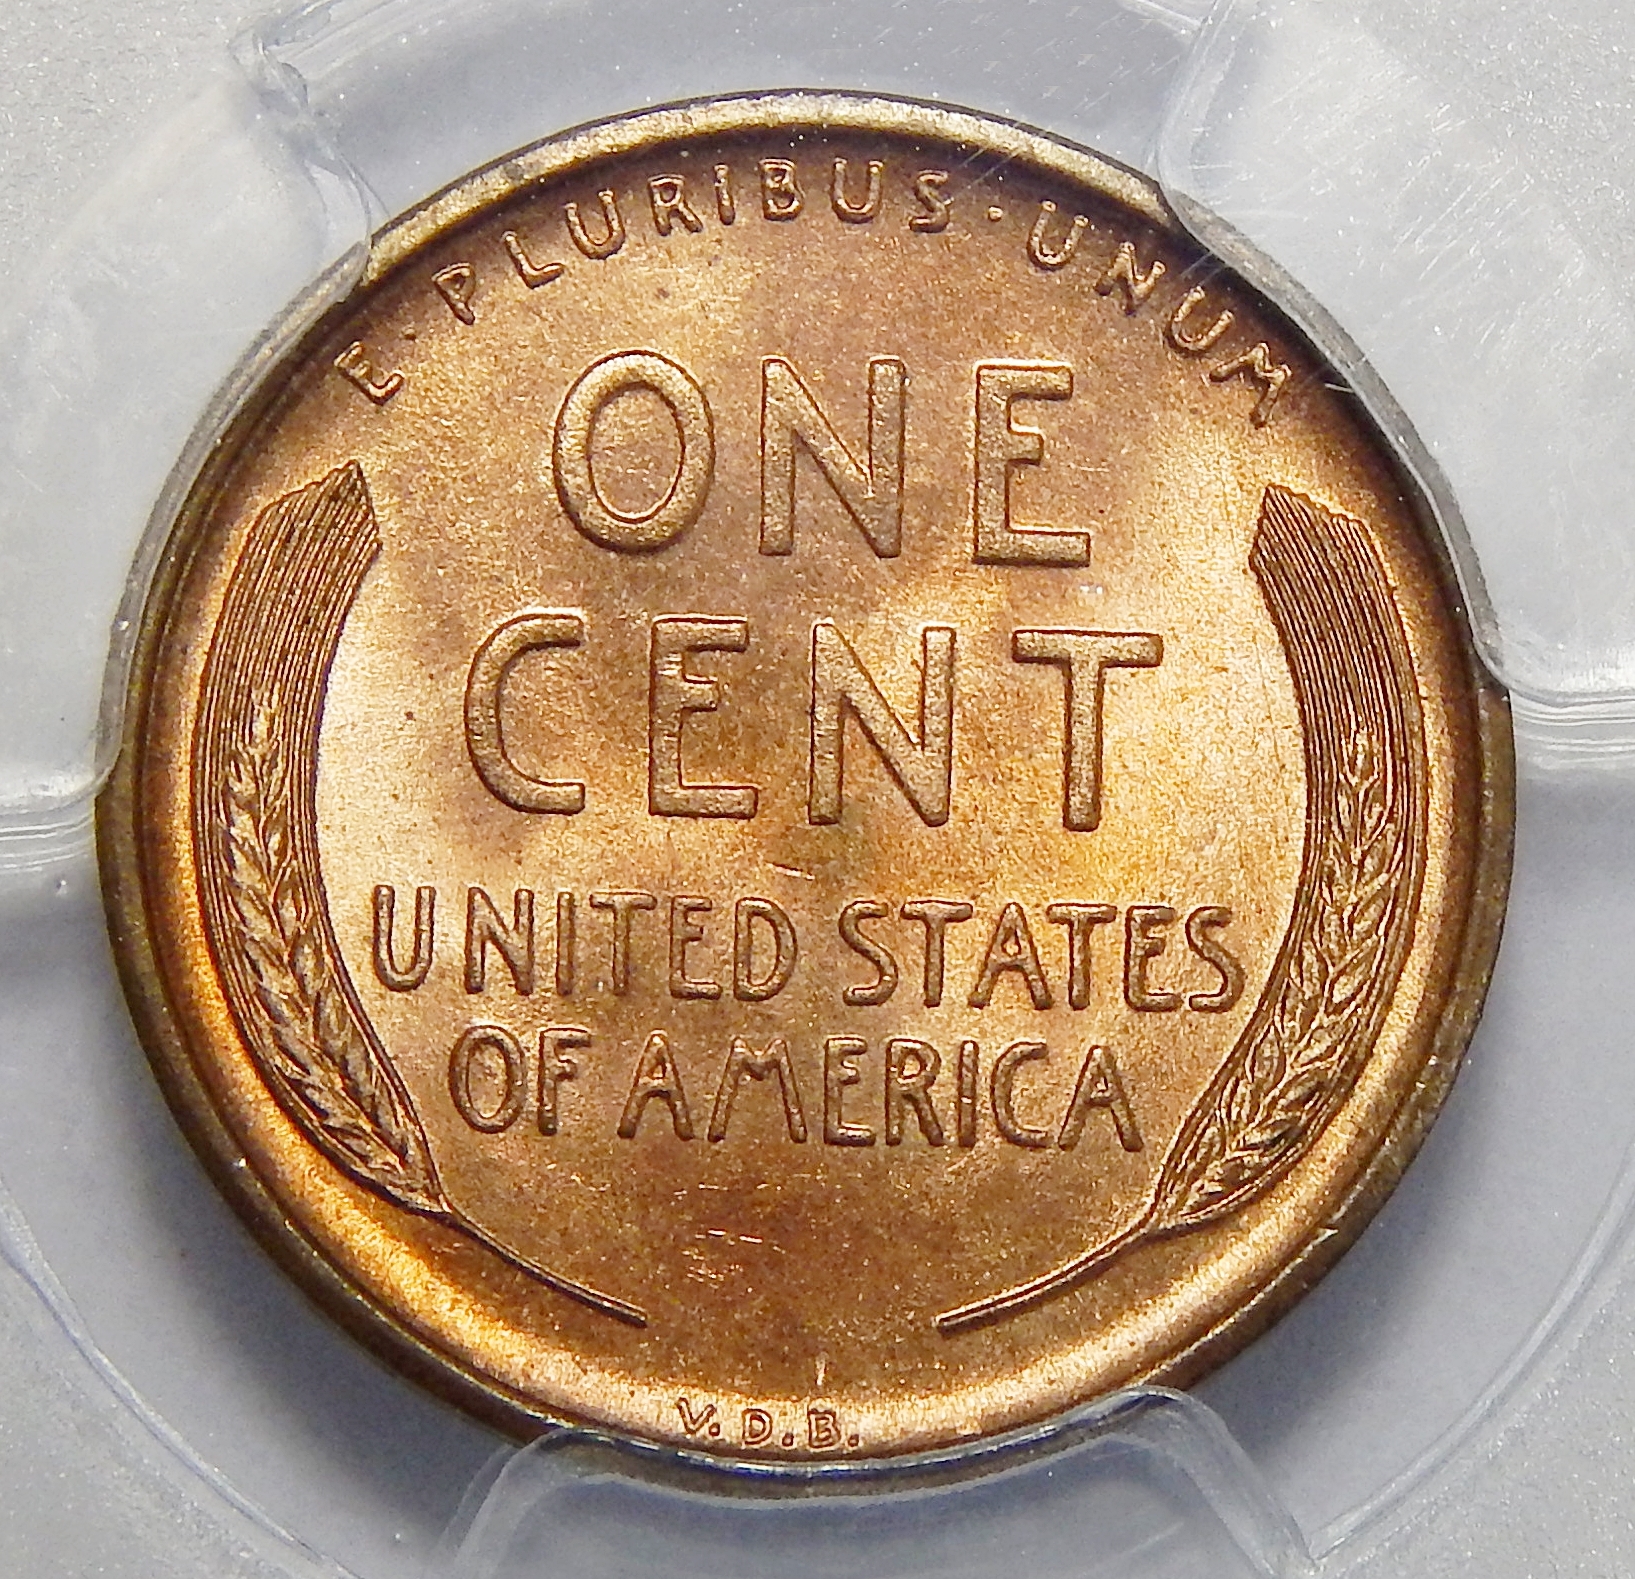 E·PLURIBUS·UNUM
ONE
CENT
UNITED STATES
OF AMERICA
V.D.B.